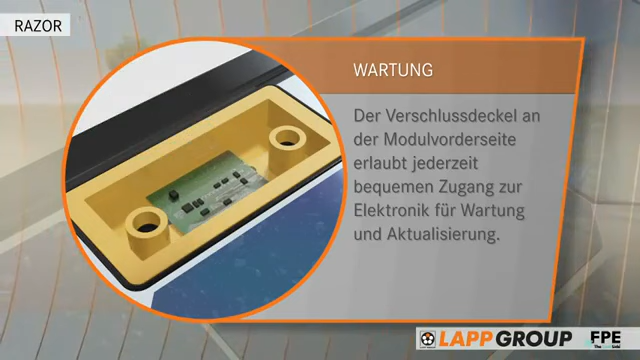 RAZOR
WARTUNG
Der Verschlussdeckel an
der Modulvorderseite
erlaubt jederzeit
bequemen Zugang zur
Elektronik für Wartung
und Aktualisierung.
LAPP GROUP
FPE